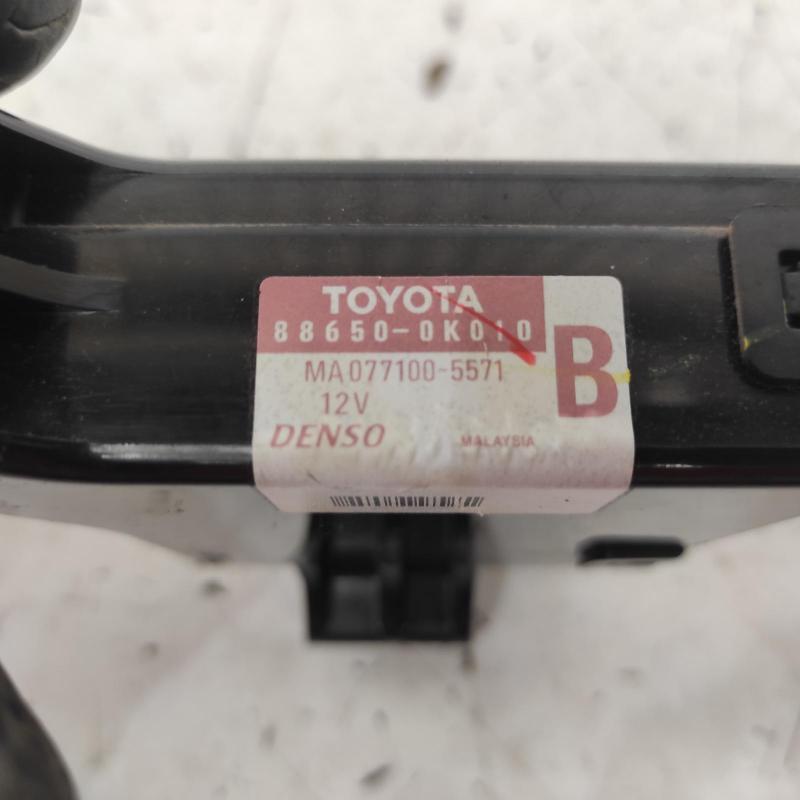 TOYOTA
88650-0K010
B
MA077100-5571
12V
DENSO MALAYSIA